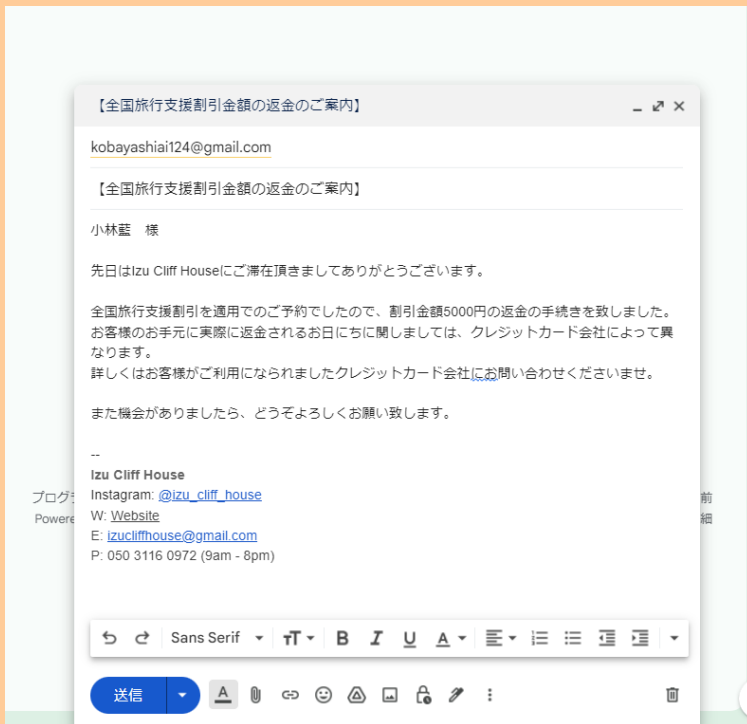 【全国旅行支援割引金額の返金のご案内】
kobayashiai124@gmail.com
【全国旅行支援割引金額の返金のご案内】
小林藍　様
先日はIzu Cliff Houseにご滞在頂きましてありがとうございます。
全国旅行支援割引を適用でのご予約でしたので、割引金額5000円の返金の手続きを致しました。
お客様のお手元に実際に返金されるお日にちに関しましては、クレジットカード会社によって異
なります。
詳しくはお客様がご利用になられましたクレジットカード会社にお問い合わせくださいませ。
また機会がありましたら、どうぞよろしくお願い致します。
--
Izu Cliff House
Instagram: @izu_cliff_house
プログ
前
W: Website
Powere
細
E: izucliffhouse@gmail.com
P: 050 3116 0972 (9am - 8pm)
Sans Serif
送信